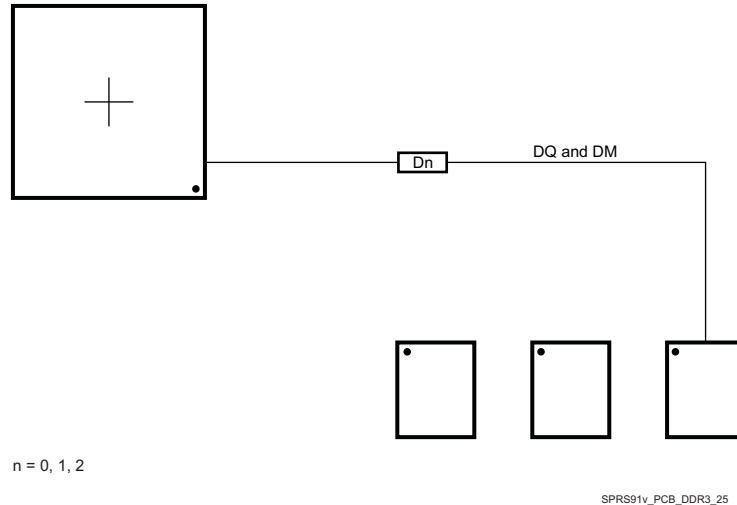 DQ and DM
Dn
n = 0, 1, 2
SPRS91v_PCB_DDR3_25